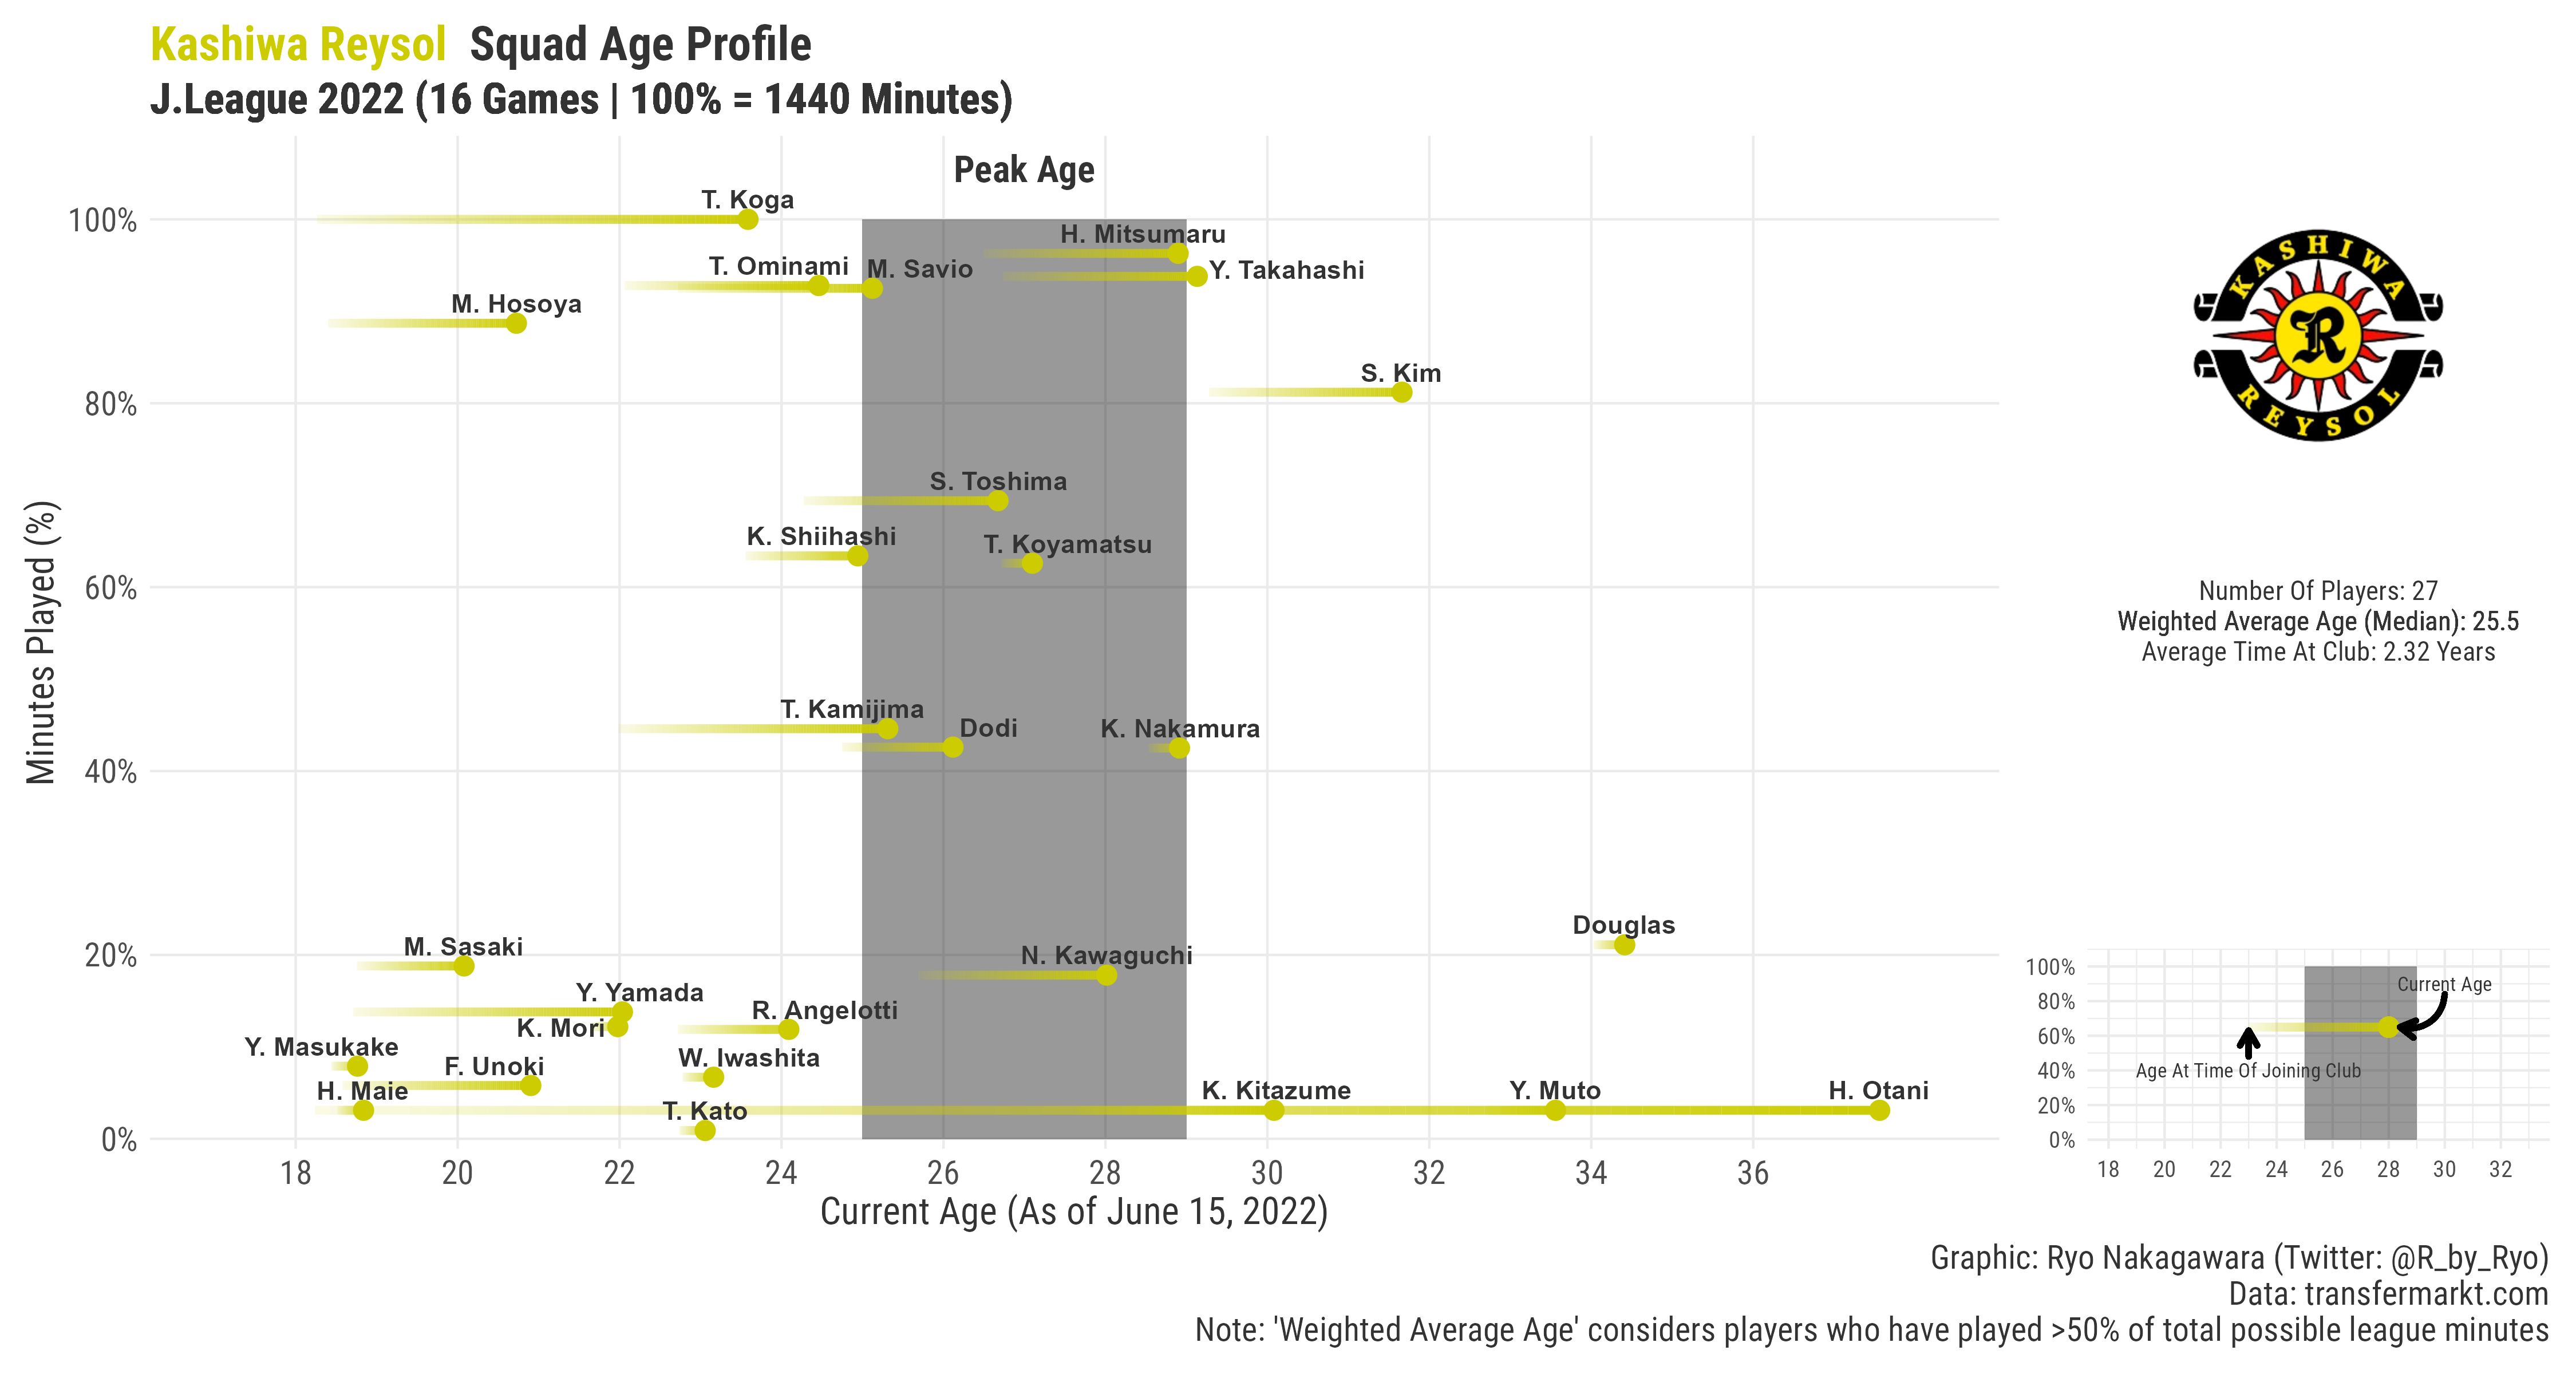 Kashiwa Reysol Squad Age Profile
J.League 2022 (16 Games | 100% = 1440 Minutes)
Peak Age
Minutes Played (%)
100%
80%
60%
40%
20%
0%
T. Koga
H. Mitsumaru
T. Ominami
M. Savio
Y. Takahashi
M. Hosoya
S. Kim
S. Toshima
K. Shiihashi
T. Koyamatsu
T. Kamijima
Dodi
K. Nakamura
Douglas
M. Sasaki
N. Kawaguchi
Y. Yamada
R. Angelotti
K. Mori
Y. Masukake
W. Iwashita
F. Unoki
H. Maie
K. Kitazume
Y. Muto
H. Otani
T. Kato
18 20 22 24 26 28 30 32 34 36
Current Age (As of June 15, 2022)
KASHIWA
R
REYSOL
Number Of Players: 27
Weighted Average Age (Median): 25.5
Average Time At Club: 2.32 Years
100%
80%
60%
40%
20%
0%
Current Age
Age At Time Of Joining Club
18 20 22 24 26 28 30 32
Graphic: Ryo Nakagawara (Twitter: @R_by_Ryo)
Data: transfermarkt.com
Note: 'Weighted Average Age' considers players who have played >50% of total possible league minutes